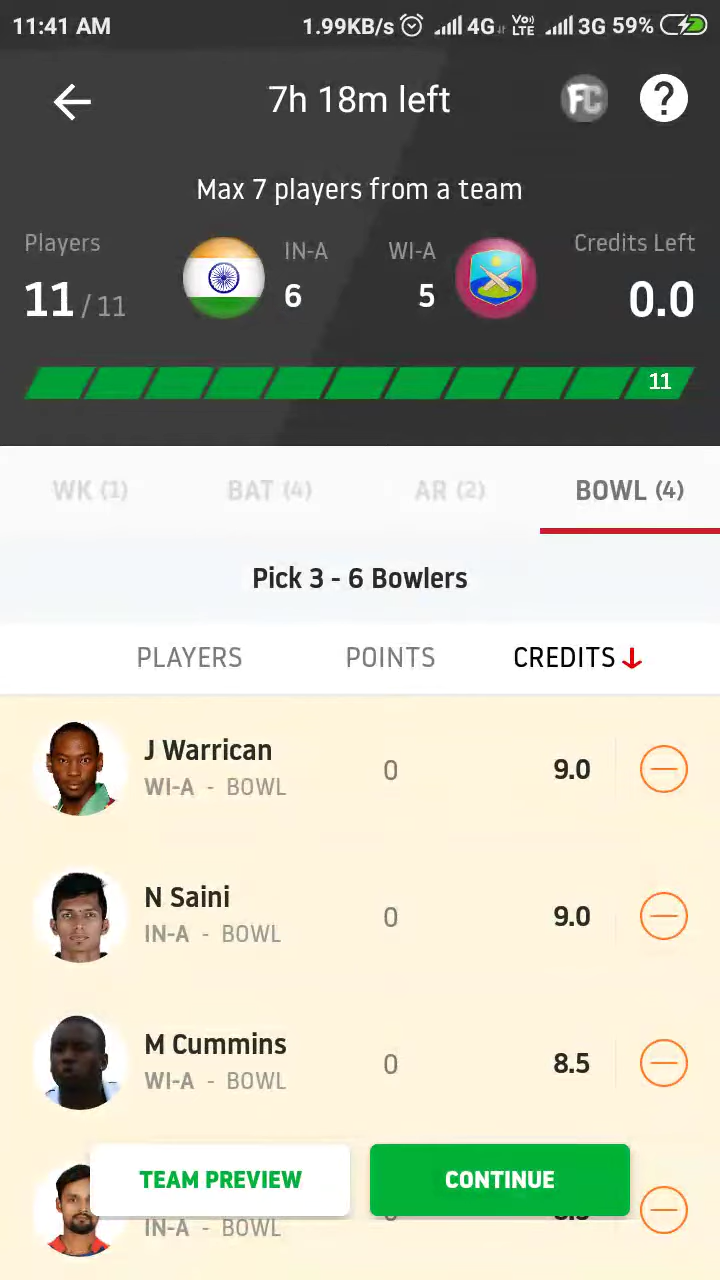 11:41 AM 1.99KB/s 4G Vo) LTE 3G 59%
7h 18m left FC ?
Max 7 players from a team
Players IN-A WI-A Credits Left
11 / 11 6 5 0.0
11
WK (1) BAT (4) AR (2) BOWL (4)
Pick 3 - 6 Bowlers
PLAYERS POINTS CREDITS
J Warrican
WI-A - BOWL 0 9.0
N Saini
IN-A - BOWL 0 9.0
M Cummins
WI-A - BOWL 0 8.5
TEAM PREVIEW CONTINUE
IN-A - BOWL